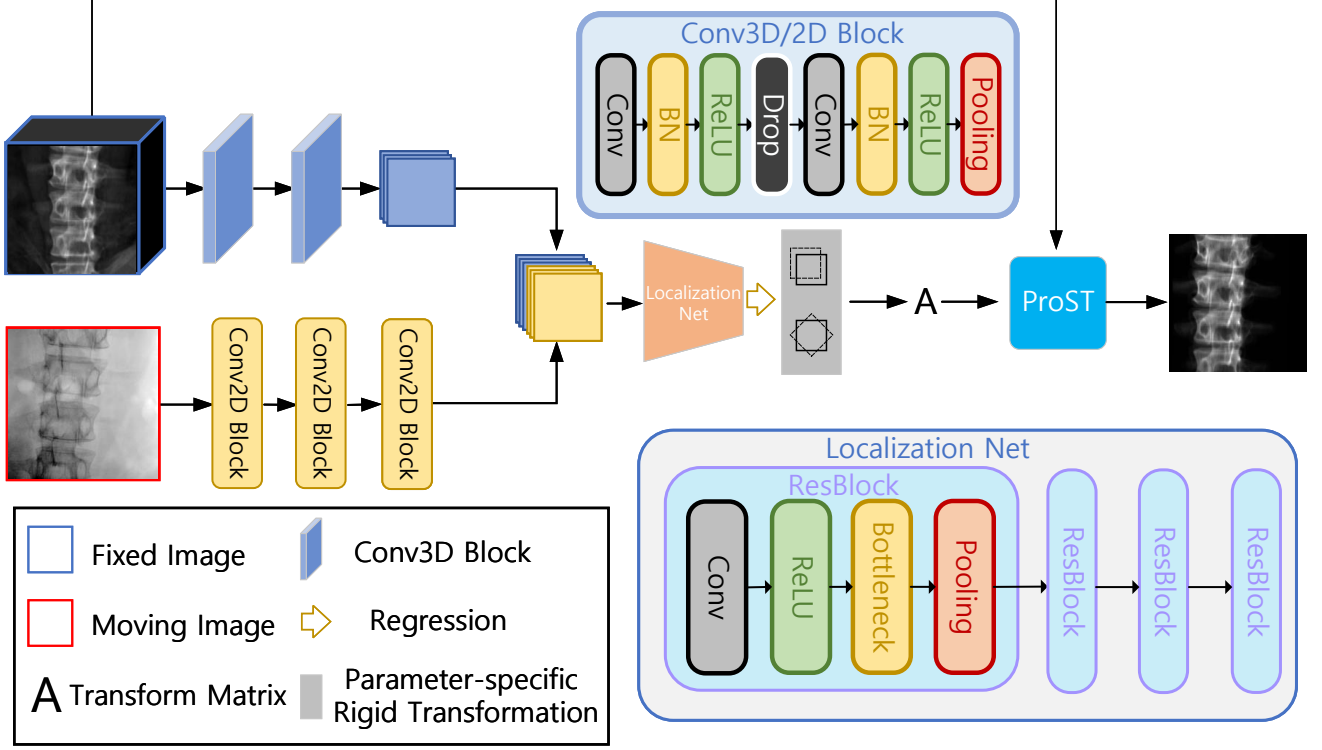 Conv3D/2D Block
Conv
BN
ReLU
Drop
Conv
BN
ReLU
Pooling
Localization
Net
A
ProST
Conv2D Block
Conv2D Block
Conv2D Block
Localization Net
ResBlock
Conv
ReLU
Bottleneck
Pooling
ResBlock
ResBlock
ResBlock
Fixed Image
Conv3D Block
Moving Image
Regression
A Transform Matrix
Parameter-specific
Rigid Transformation